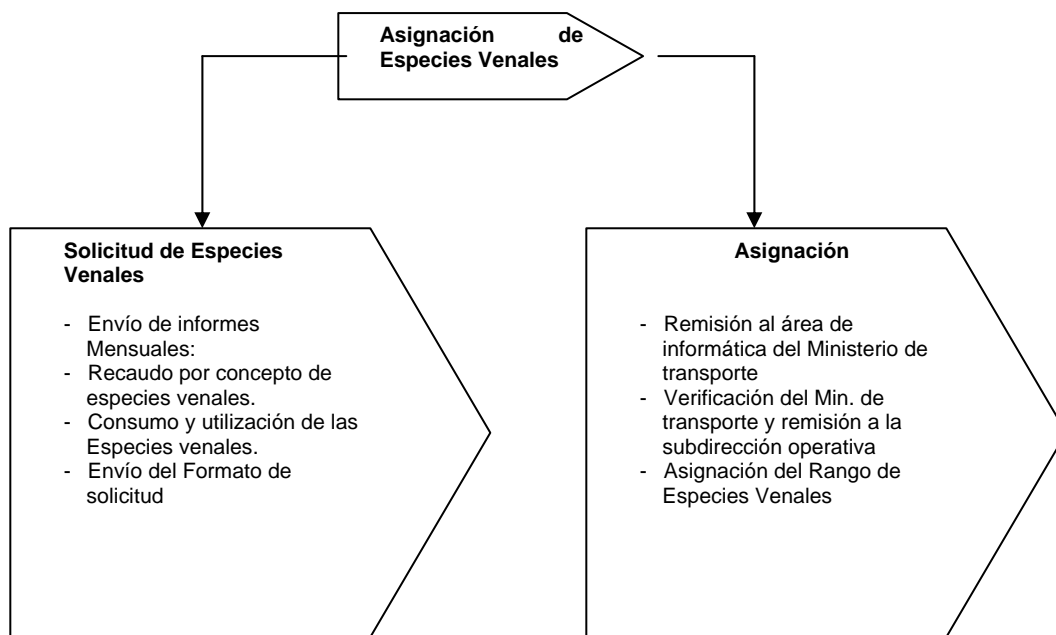 Asignación de
Especies Venales
Solicitud de Especies
Venales
- Envío de informes
Mensuales:
- Recaudo por concepto de
especies venales.
- Consumo y utilización de las
Especies venales.
- Envío del Formato de
solicitud
Asignación
- Remisión al área de
informática del Ministerio de
transporte
- Verificación del Min. de
transporte y remisión a la
subdirección operativa
- Asignación del Rango de
Especies Venales